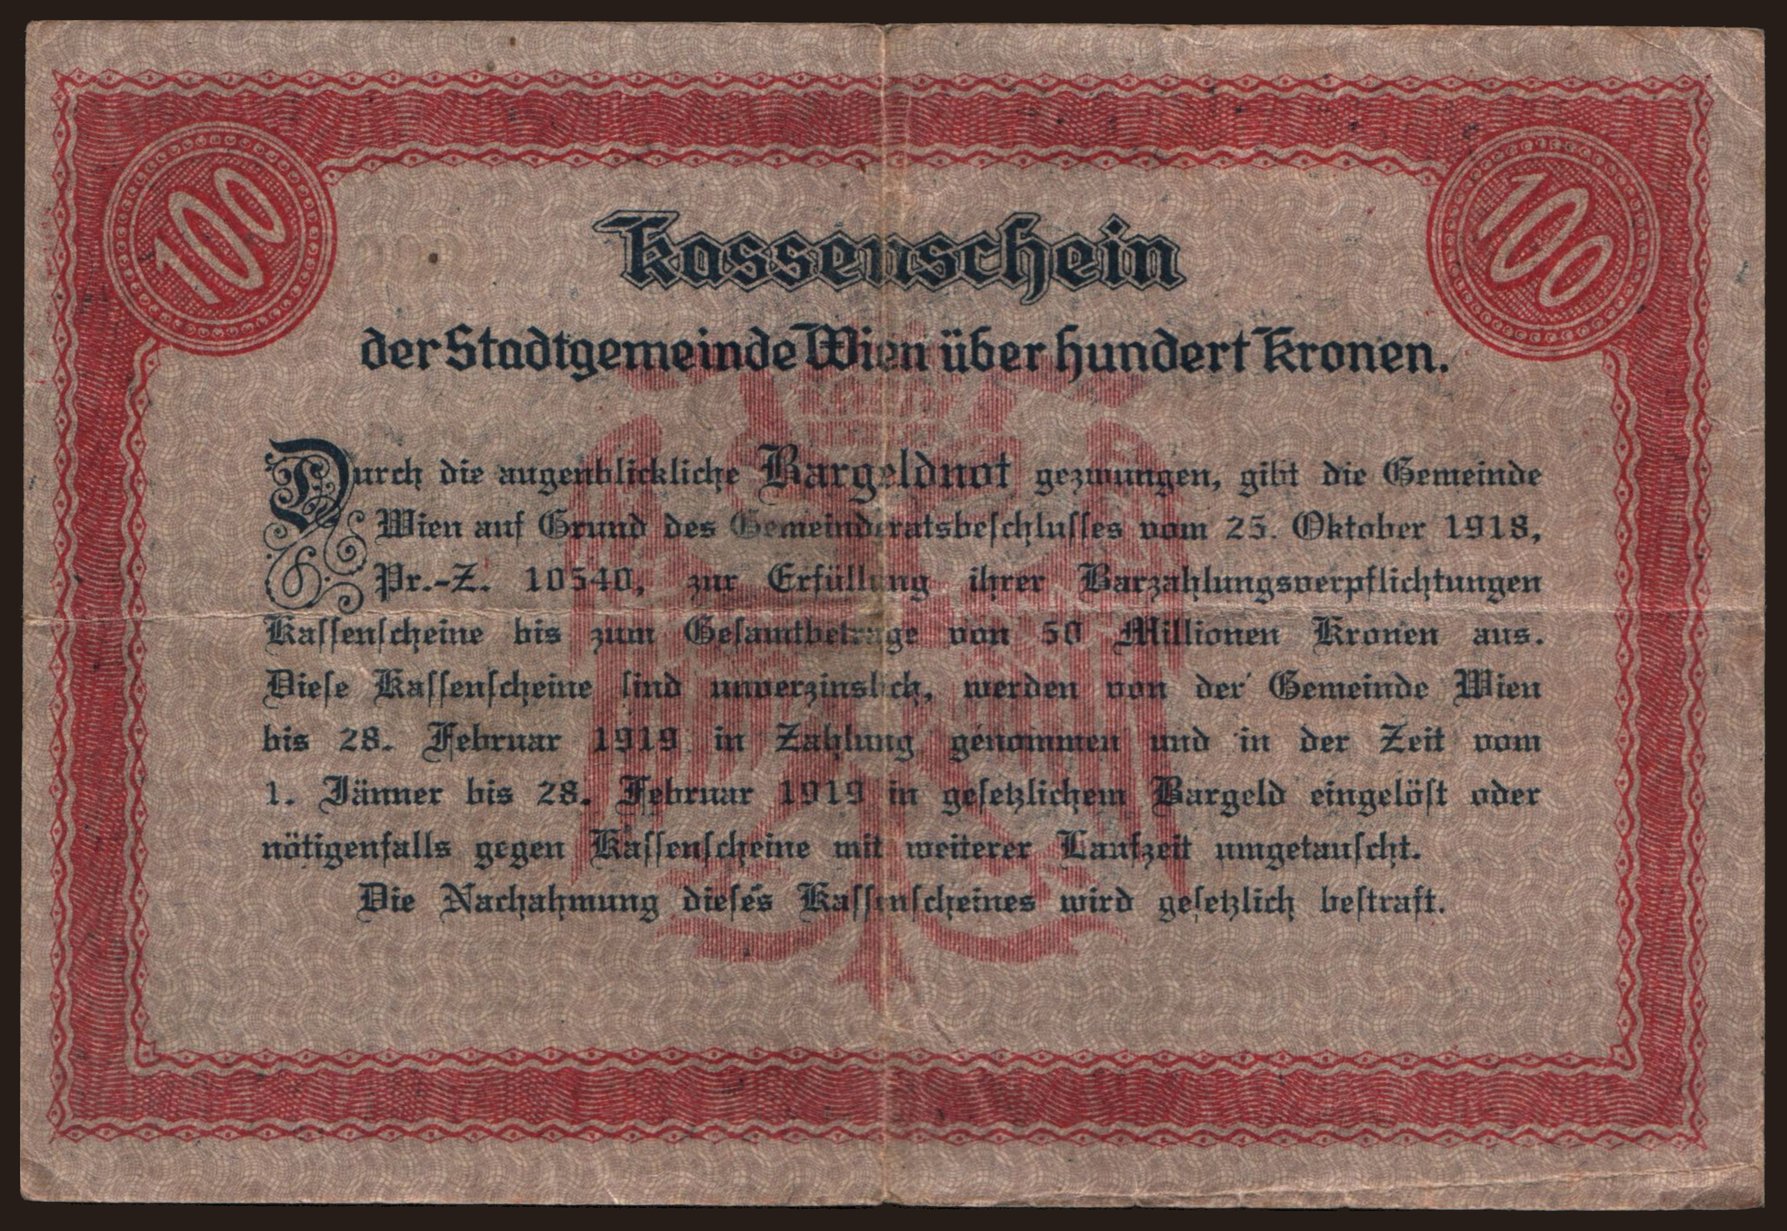 100
100
Kassenschein
der Stadtgemeinde Wien über hundert Kronen.
Durch die augenblickliche Bargeldnot gezwungen, gibt die Gemeinde
Wien auf Grund des Gemeinderatsbeschlusses vom 25. Oktober 1918,
Pr.-Z. 10540, zur Erfüllung ihrer Barzahlungsverpflichtungen
Kassenscheine bis zum Gesamtbetrage von 50 Millionen Kronen aus.
Diese Kassenscheine sind unverzinslich, werden von der Gemeinde Wien
bis 28. Februar 1919 in Zahlung genommen und in der Zeit vom
1. Jänner bis 28. Februar 1919 in gesetzlichem Bargeld eingelöst oder
nötigenfalls gegen Kassenscheine mit weiterer Laufzeit umgetauscht.
Die Nachahmung dieses Kassenscheines wird gesetzlich bestraft.